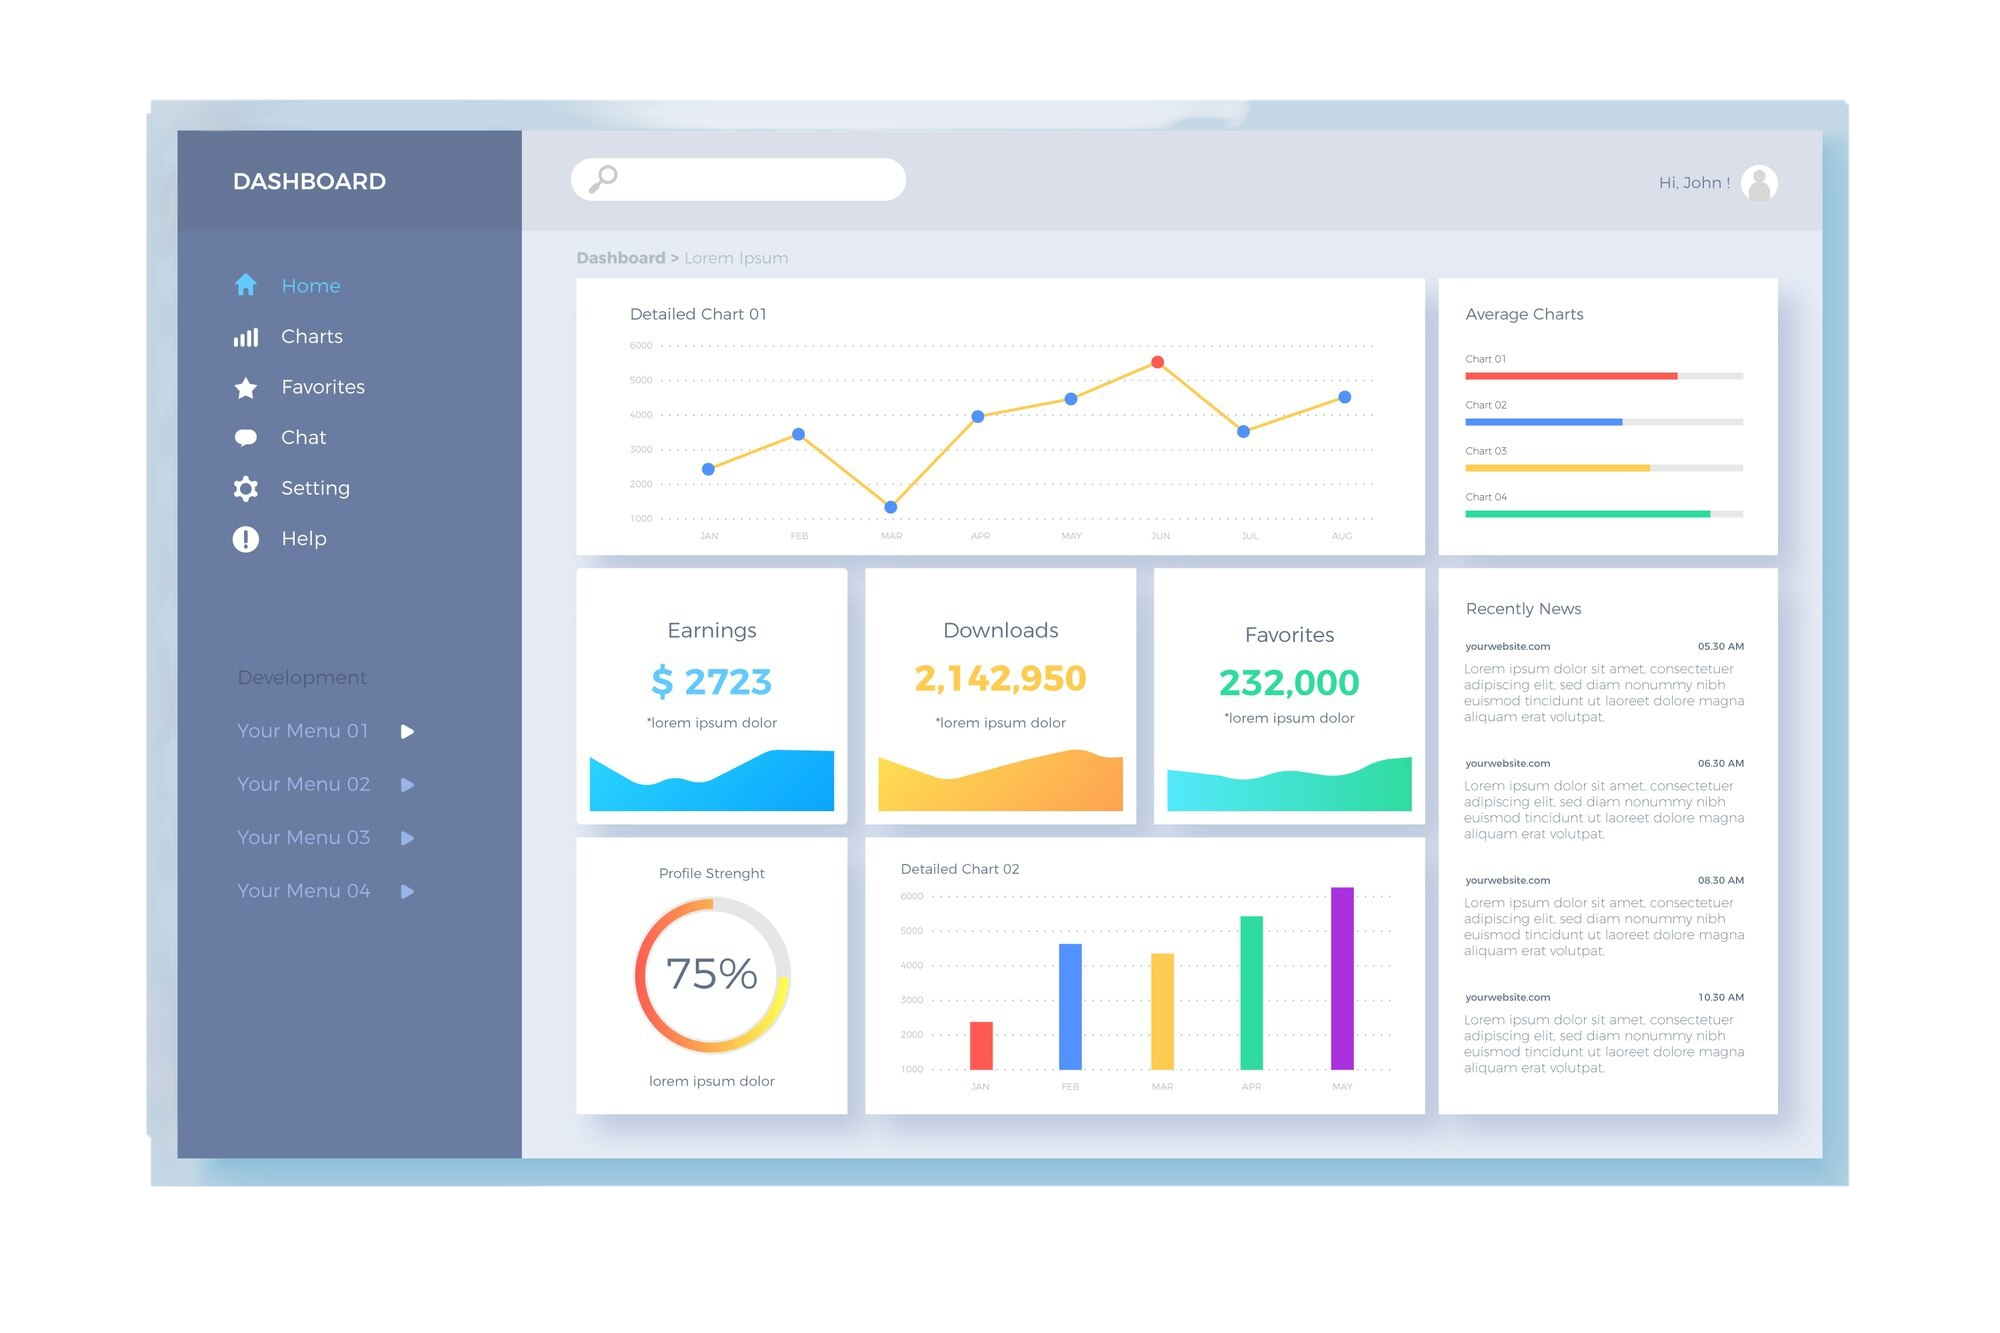 DASHBOARD
Hi, John !
Home
Charts
Favorites
Chat
Setting
Help
Development
Your Menu 01
Your Menu 02
Your Menu 03
Your Menu 04
Dashboard > Lorem Ipsum
Detailed Chart 01
6000
5000
4000
3000
2000
1000
JAN FEB MAR APR MAY JUN JUL AUG
Average Charts
Chart 01
Chart 02
Chart 03
Chart 04
Earnings
$ 2723
*lorem ipsum dolor
Downloads
2,142,950
*lorem ipsum dolor
Favorites
232,000
*lorem ipsum dolor
Recently News
yourwebsite.com 05.30 AM
Lorem ipsum dolor sit amet, consectetuer
adipiscing elit, sed diam nonummy nibh
euismod tincidunt ut laoreet dolore magna
aliquam erat volutpat.
yourwebsite.com 06.30 AM
Lorem ipsum dolor sit amet, consectetuer
adipiscing elit, sed diam nonummy nibh
euismod tincidunt ut laoreet dolore magna
aliquam erat volutpat.
yourwebsite.com 08.30 AM
Lorem ipsum dolor sit amet, consectetuer
adipiscing elit, sed diam nonummy nibh
euismod tincidunt ut laoreet dolore magna
aliquam erat volutpat.
yourwebsite.com 10.30 AM
Lorem ipsum dolor sit amet, consectetuer
adipiscing elit, sed diam nonummy nibh
euismod tincidunt ut laoreet dolore magna
aliquam erat volutpat.
Profile Strenght
75%
lorem ipsum dolor
Detailed Chart 02
6000
5000
4000
3000
2000
1000
JAN FEB MAR APR MAY